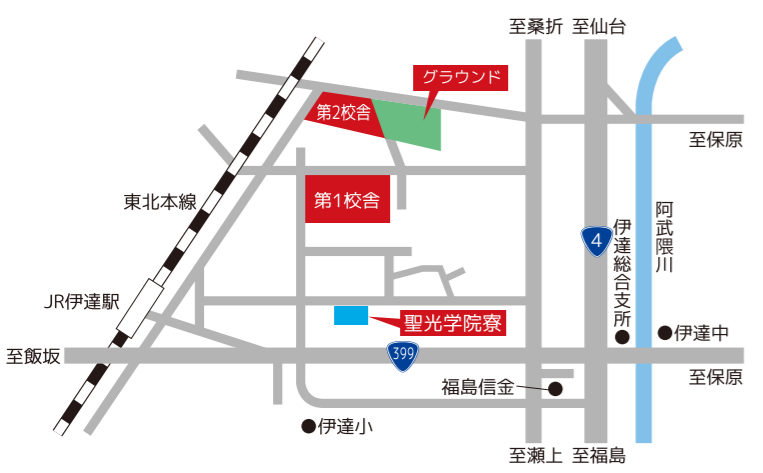 至桑折
至仙台
グラウンド
第2校舎
至保原
東北本線
第1校舎
阿武隈川
4
伊達総合支所
JR伊達駅
聖光学院寮
伊達中
至飯坂
399
至保原
福島信金
伊達小
至瀬上
至福島